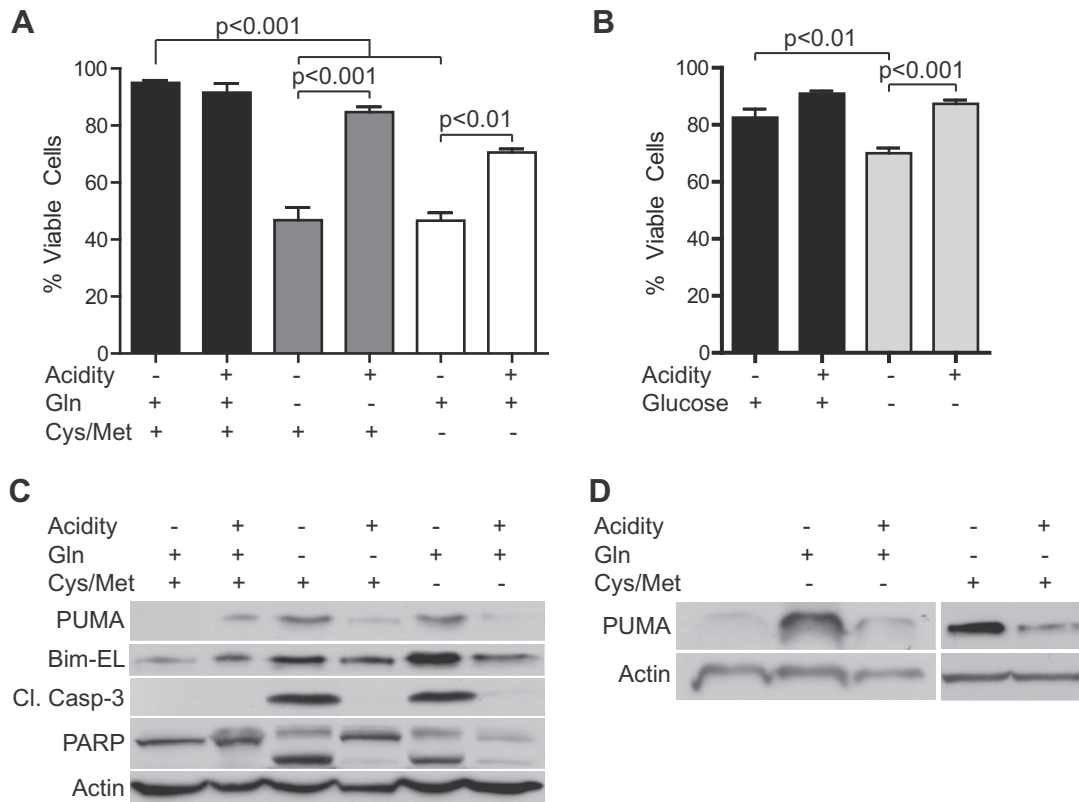 A
p<0.001
p<0.001
p<0.01
100
80
60
40
20
0
% Viable Cells
Acidity - + - + - +
Gln + + - - + +
Cys/Met + + + + - -
B
p<0.01
p<0.001
100
80
60
40
20
0
% Viable Cells
Acidity - + - +
Glucose + + - -
C
Acidity - + - + - +
Gln + + - - + +
Cys/Met + + + + - -
PUMA
Bim-EL
Cl. Casp-3
PARP
Actin
D
Acidity - - + - +
Gln + + + - -
Cys/Met + - - + +
PUMA
Actin